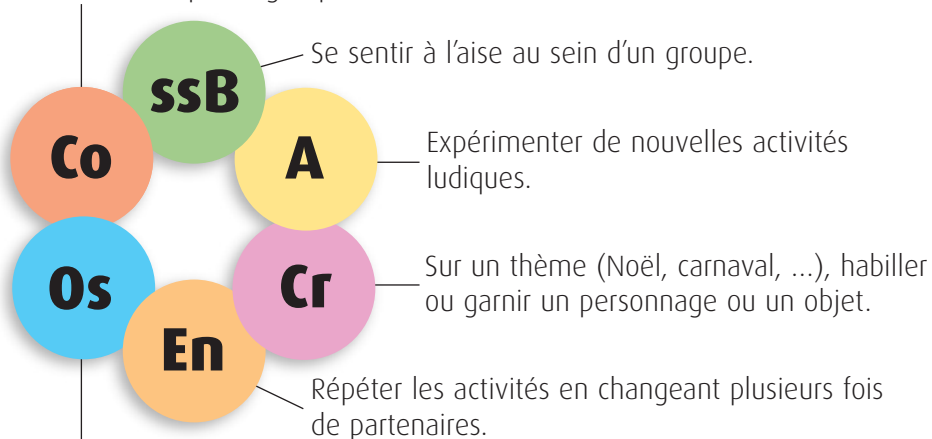 ssB
Se sentir à l’aise au sein d’un groupe.
Co
A
Expérimenter de nouvelles activités
ludiques.
Os
Cr
Sur un thème (Noël, carnaval, ...), habiller
ou garnir un personnage ou un objet.
En
Répéter les activités en changeant plusieurs fois
de partenaires.